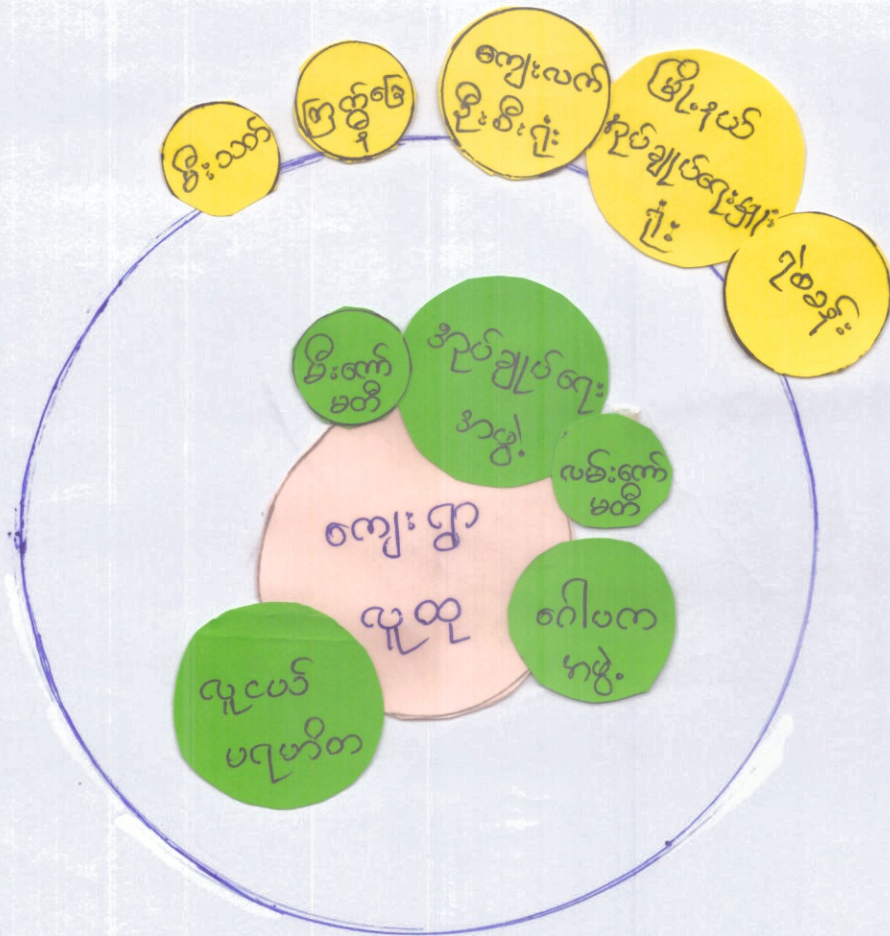 မီးသတ်
ကြက်ခြေ
နီ
ကျေးလက်
ဦးစီးရုံး
မြို့နယ်
အုပ်ချုပ်ရေးမှူး
ရုံး
ရဲစခန်း
မီးကော်
မတီ
အုပ်ချုပ်ရေး
အဖွဲ့
လမ်းကော်
မတီ
ကျေးရွာ
လူထု
ဂေါပက
အဖွဲ့
လူငယ်
ပရဟိတ